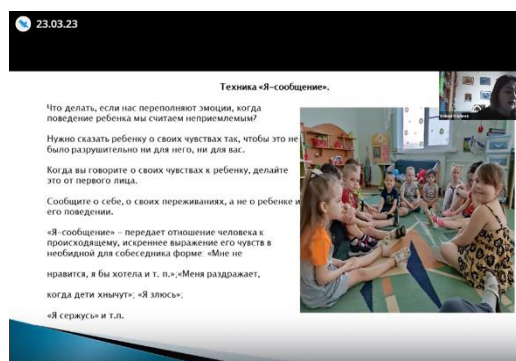 23.03.23
Техника «Я-сообщение».
Что делать, если нас переполняют эмоции, когда
поведение ребенка мы считаем неприемлемым?
Нужно сказать ребенку о своих чувствах так, чтобы это не
было разрушительно ни для него, ни для вас.
Когда вы говорите о своих чувствах к ребенку, делайте
это от первого лица.
Сообщите о себе, о своих переживаниях, а не о ребенке и
его поведении.
«Я-сообщение» – передает отношение человека к
происходящему, искреннее выражение его чувств в
необидной для собеседника форме: «Мне не
нравится, я бы хотела и т. п.»;«Меня раздражает,
когда дети хнычут»; «Я злюсь»;
«Я сержусь» и т.п.